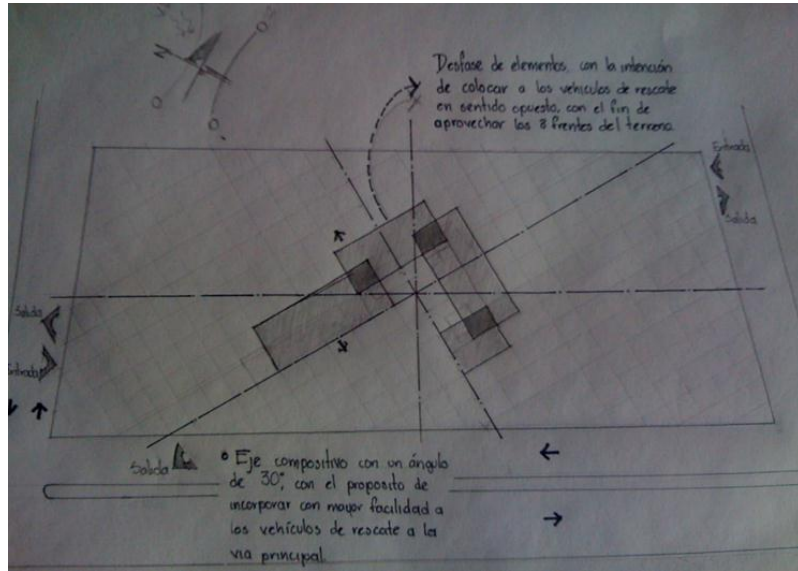 N
Desfase de elementos, con la intención
de colocar a los vehículos de rescate
en sentido opuesto, con el fin de
aprovechar los 3 frentes del terreno.
Entrada
Salida
Salida
Entrada
Salida
Eje compositivo con un ángulo
de 30°, con el proposito de
incorporar con mayor facilidad a
los vehículos de rescate a la
via principal.